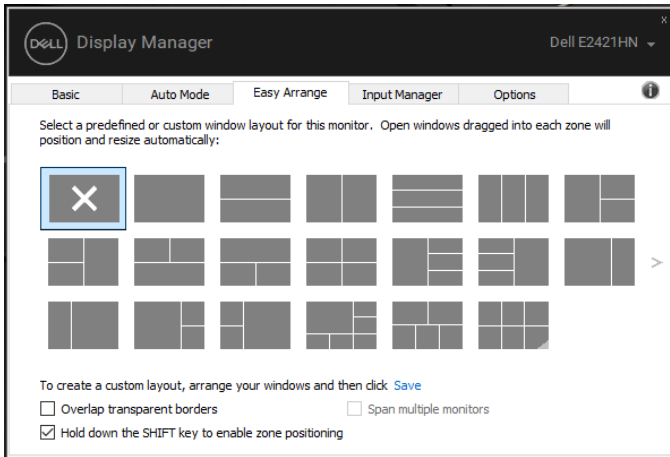 x
DELL Display Manager Dell E2421HN
Basic Auto Mode Easy Arrange Input Manager Options
Select a predefined or custom window layout for this monitor. Open windows dragged into each zone will
position and resize automatically:
>
To create a custom layout, arrange your windows and then click Save
Overlap transparent borders Span multiple monitors
Hold down the SHIFT key to enable zone positioning